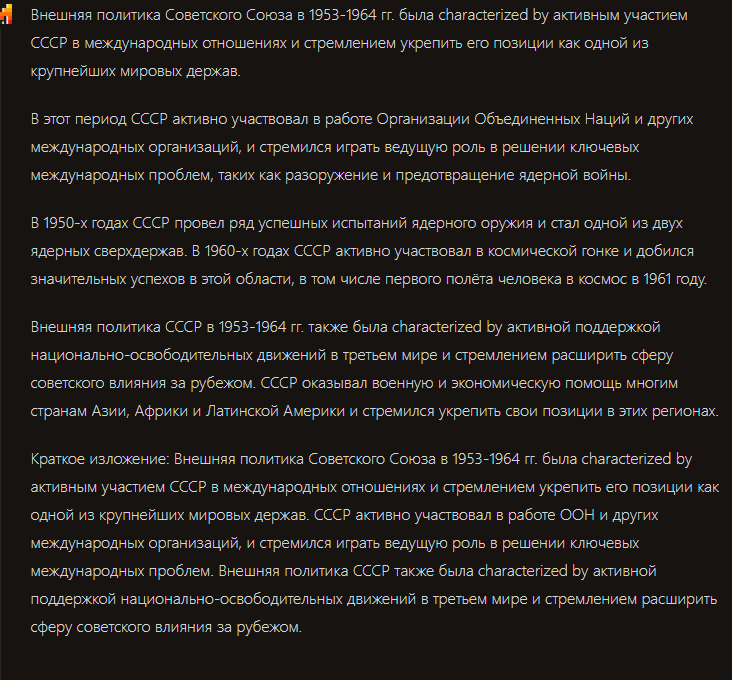 Внешняя политика Советского Союза в 1953-1964 гг. была characterized by активным участием
СССР в международных отношениях и стремлением укрепить его позиции как одной из
крупнейших мировых держав.
В этот период СССР активно участвовал в работе Организации Объединенных Наций и других
международных организаций, и стремился играть ведущую роль в решении ключевых
международных проблем, таких как разоружение и предотвращение ядерной войны.
В 1950-х годах СССР провел ряд успешных испытаний ядерного оружия и стал одной из двух
ядерных сверхдержав. В 1960-х годах СССР активно участвовал в космической гонке и добился
значительных успехов в этой области, в том числе первого полёта человека в космос в 1961 году.
Внешняя политика СССР в 1953-1964 гг. также была characterized by активной поддержкой
национально-освободительных движений в третьем мире и стремлением расширить сферу
советского влияния за рубежом. СССР оказывал военную и экономическую помощь многим
странам Азии, Африки и Латинской Америки и стремился укрепить свои позиции в этих регионах.
Краткое изложение: Внешняя политика Советского Союза в 1953-1964 гг. была characterized by
активным участием СССР в международных отношениях и стремлением укрепить его позиции как
одной из крупнейших мировых держав. СССР активно участвовал в работе ООН и других
международных организаций, и стремился играть ведущую роль в решении ключевых
международных проблем. Внешняя политика СССР также была characterized by активной
поддержкой национально-освободительных движений в третьем мире и стремлением расширить
сферу советского влияния за рубежом.